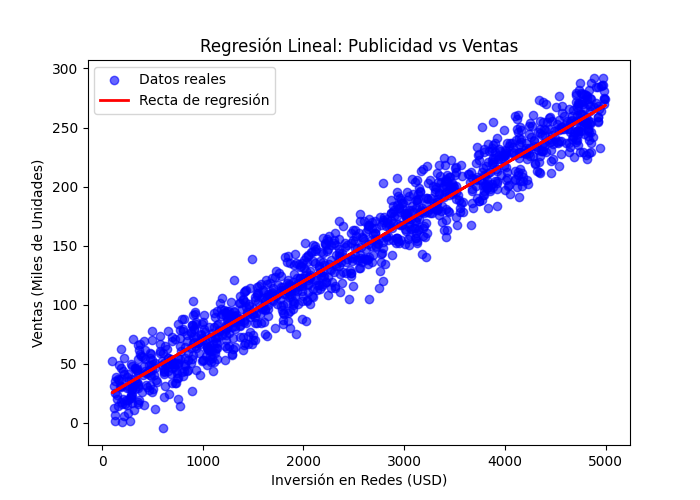 Regresión Lineal: Publicidad vs Ventas
Datos reales
Recta de regresión
Ventas (Miles de Unidades)
300
250
200
150
100
50
0
0 1000 2000 3000 4000 5000
Inversión en Redes (USD)